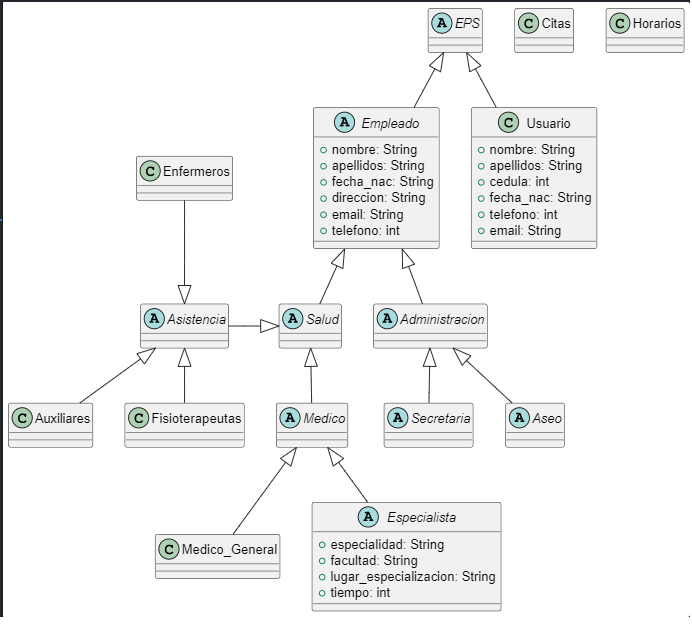 A EPS
C Citas
C Horarios
A Empleado
nombre: String
apellidos: String
fecha_nac: String
direccion: String
email: String
telefono: int
C Usuario
nombre: String
apellidos: String
cedula: int
fecha_nac: String
telefono: int
email: String
C Enfermeros
A Asistencia
A Salud
A Administracion
C Auxiliares
C Fisioterapeutas
A Medico
A Secretaria
A Aseo
C Medico_General
A Especialista
especialidad: String
facultad: String
lugar_especializacion: String
tiempo: int